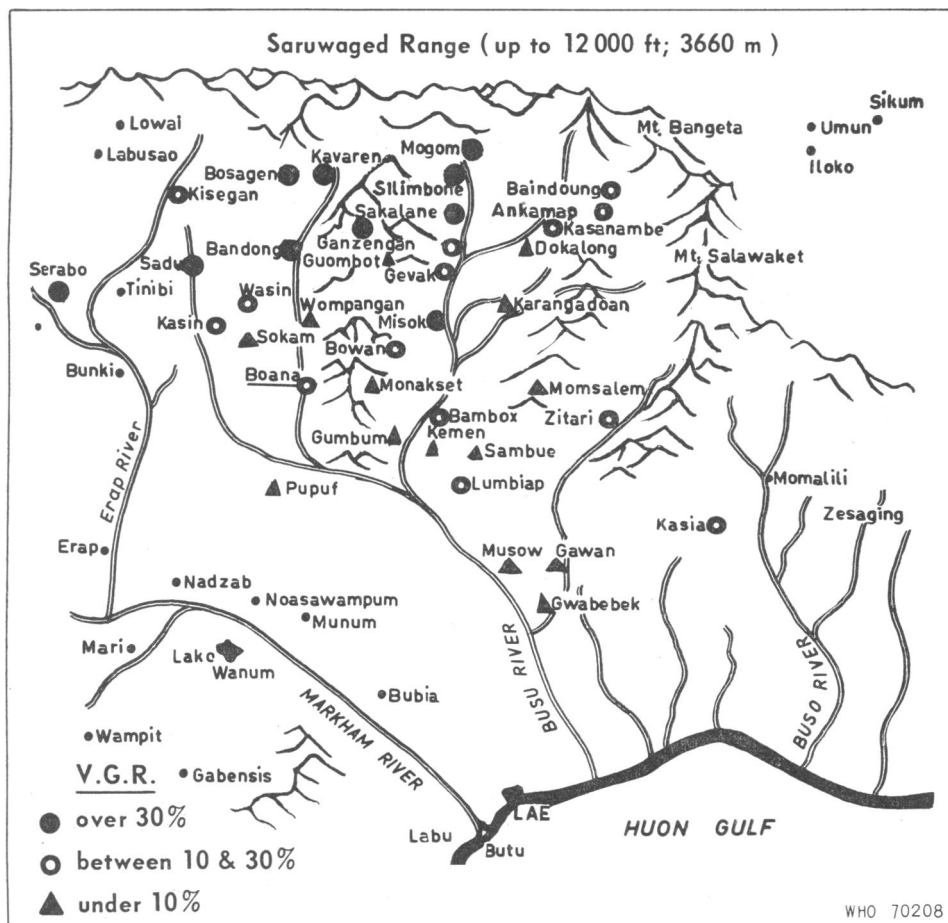 Saruwaged Range (up to 12 000 ft; 3660 m)
Sikum
Lowai
Mt. Bangeta
Umun
Labusao
Mogom
Iloko
Kavaren
Bosagen
Silimbone
Baindoung
Kisegan
Sakalane
Ankamap
Kasanambe
Bandong
Ganzengan
Dokalong
Guombot
Mt. Salawaket
Serabo
Sadu
Gevak
Tinibi
Wasin
Wompangan
Karangadoan
Kasin
Misok
Sokam
Bowan
Bunki
Boana
Monakset
Momsalem
Bambox
Zitari
Gumbum
Kemen
Sambue
Erap River
Pupuf
Lumbiap
Momalili
Kasia
Zesaging
Erap
Musow
Gawan
Nadzab
Noasawampum
Gwabebek
Munum
Mari
Lake
Wanum
BUSU RIVER
BUSO RIVER
Bubia
MARKHAM RIVER
Wampit
V.G.R.
Gabensis
over 30%
LAE
Labu
HUON GULF
Butu
between 10 & 30%
under 10%
WHO 70208